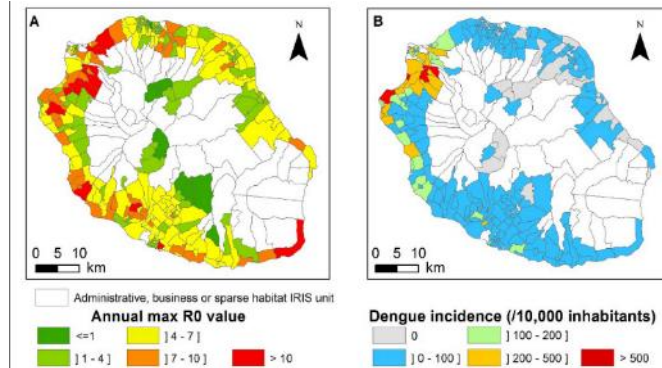 A
N
0 5 10
km
B
N
0 5 10
km
Administrative, business or sparse habitat IRIS unit
Annual max R0 value
<=1
] 4 - 7 ]
] 1 - 4 ]
] 7 - 10 ]
> 10
Dengue incidence (/10,000 inhabitants)
0
] 100 - 200 ]
] 0 - 100 ]
] 200 - 500 ]
> 500